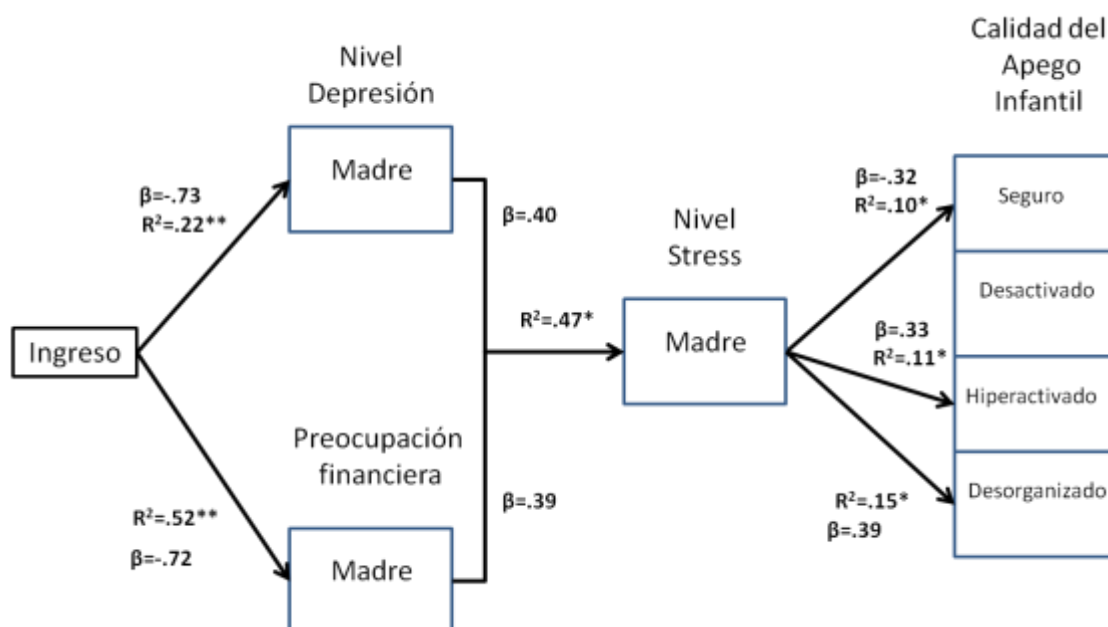 Calidad del
Apego
Infantil
Nivel
Depresión
Madre
β=-.73
R²=.22**
β=.40
Nivel
Stress
β=-.32
R²=.10*
Seguro
Desactivado
Ingreso
R²=.47*
Madre
β=.33
R²=.11*
Hiperactivado
Preocupación
financiera
R²=.52**
β=-.72
Madre
β=.39
R²=.15*
β=.39
Desorganizado